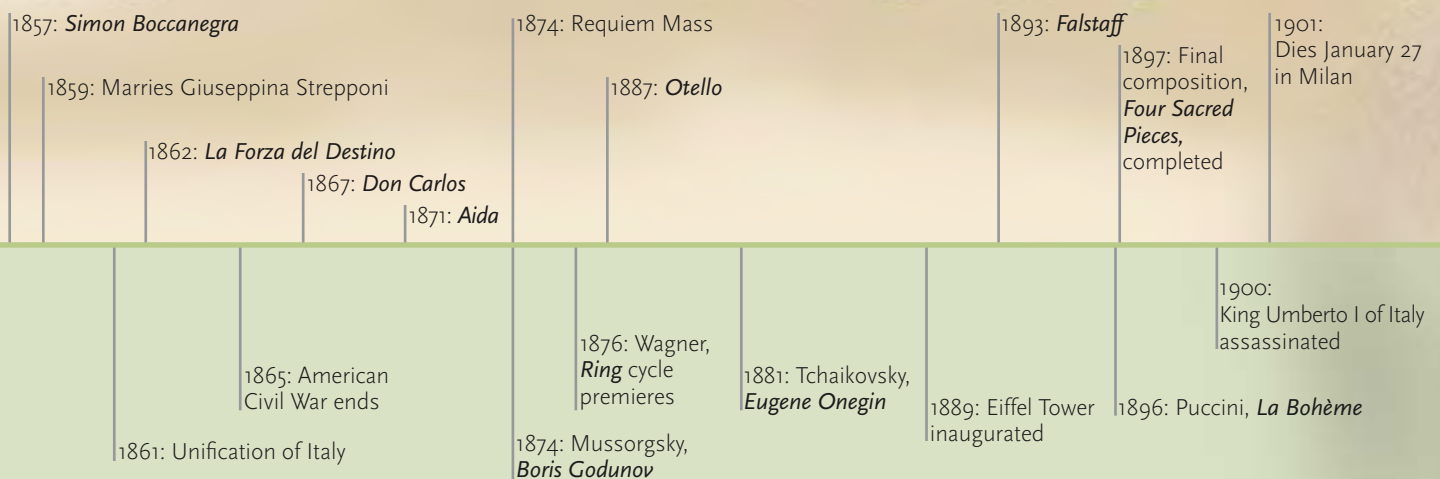 1857: Simon Boccanegra
1859: Marries Giuseppina Strepponi
1862: La Forza del Destino
1867: Don Carlos
1871: Aida
1874: Requiem Mass
1887: Otello
1893: Falstaff
1897: Final
composition,
Four Sacred
Pieces,
completed
1901:
Dies January 27
in Milan
1861: Unification of Italy
1865: American
Civil War ends
1874: Mussorgsky,
Boris Godunov
1876: Wagner,
Ring cycle
premieres
1881: Tchaikovsky,
Eugene Onegin
1889: Eiffel Tower
inaugurated
1896: Puccini, La Bohème
1900:
King Umberto I of Italy
assassinated